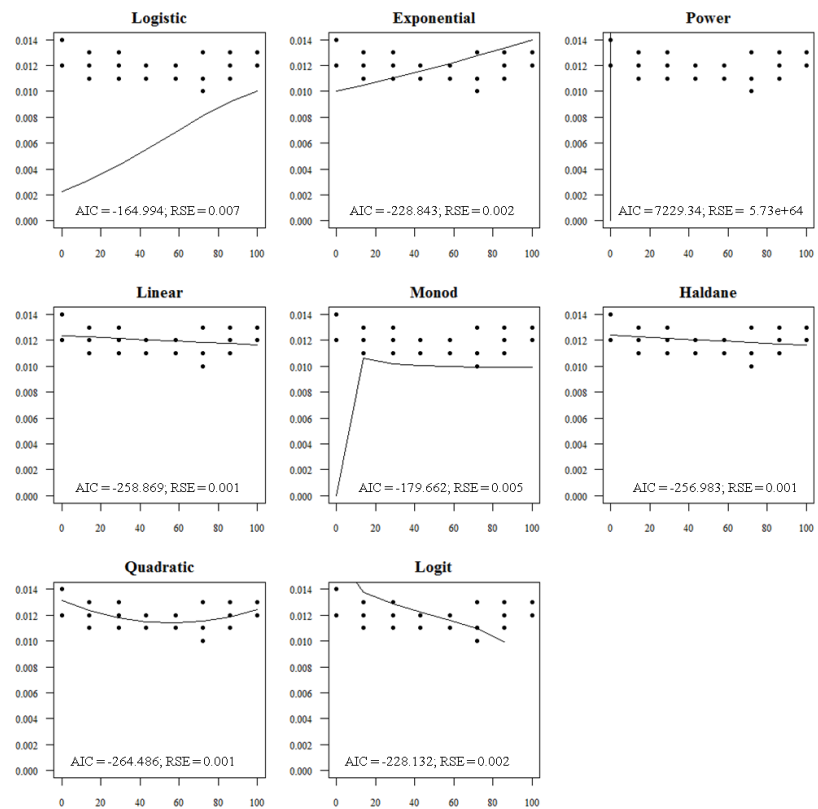 Logistic Exponential Power
0.014 0.014 0.014
0.012 0.012 0.012
0.010 0.010 0.010
0.008 0.008 0.008
0.006 0.006 0.006
0.004 0.004 0.004
0.002 0.002 0.002
AIC = -164.994; RSE = 0.007 AIC = -228.843; RSE = 0.002 AIC = 7229.34; RSE = 5.73e+64
0.000 0.000 0.000
0 20 40 60 80 100 0 20 40 60 80 100 0 20 40 60 80 100
Linear Monod Haldane
0.014 0.014 0.014
0.012 0.012 0.012
0.010 0.010 0.010
0.008 0.008 0.008
0.006 0.006 0.006
0.004 0.004 0.004
0.002 0.002 0.002
AIC = -258.869; RSE = 0.001 AIC = -179.662; RSE = 0.005 AIC = -256.983; RSE = 0.001
0.000 0.000 0.000
0 20 40 60 80 100 0 20 40 60 80 100 0 20 40 60 80 100
Quadratic Logit
0.014 0.014
0.012 0.012
0.010 0.010
0.008 0.008
0.006 0.006
0.004 0.004
0.002 0.002
AIC = -264.486; RSE = 0.001 AIC = -228.132; RSE = 0.002
0.000 0.000
0 20 40 60 80 100 0 20 40 60 80 100